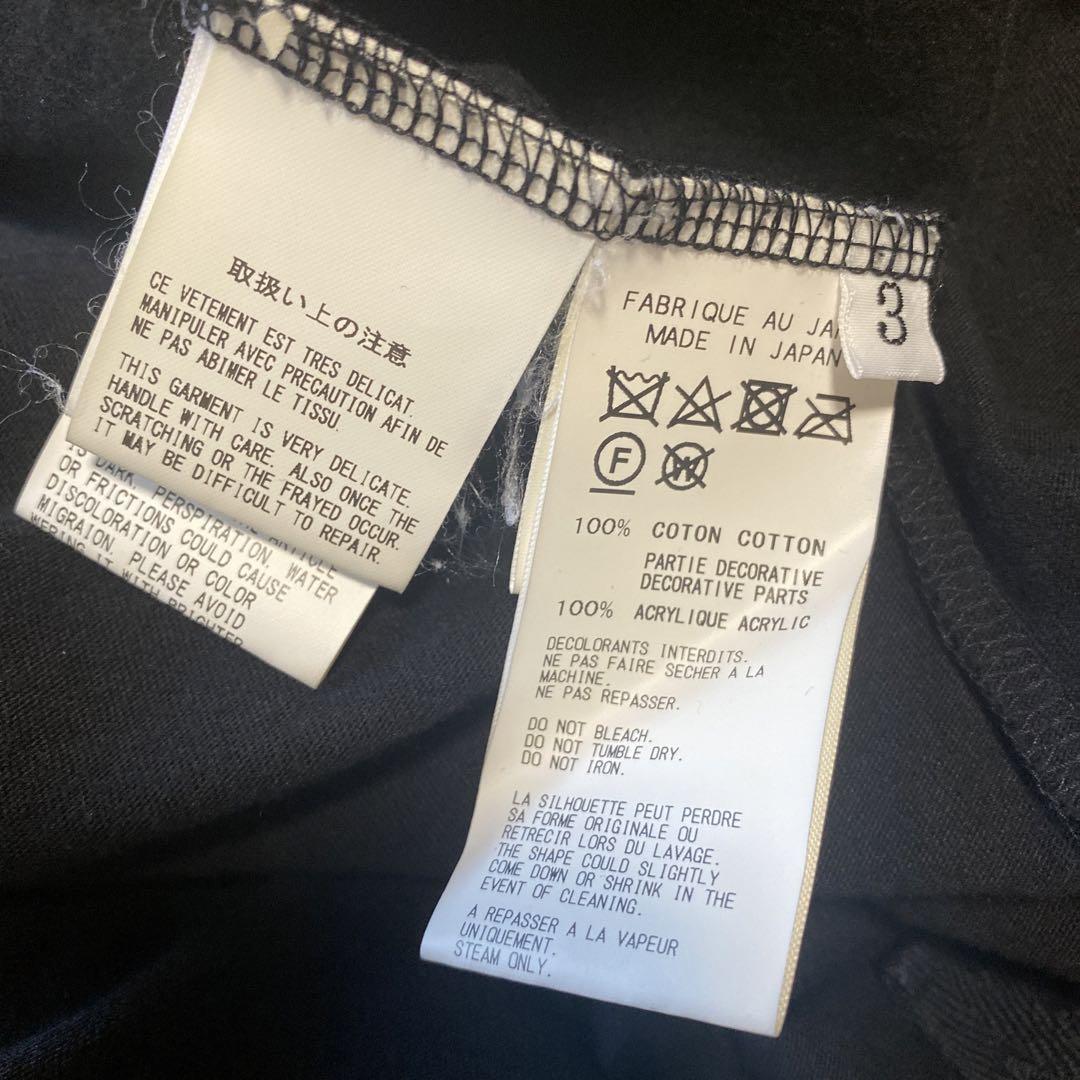 取扱い上の注意
CE VETEMENT EST TRES DELICAT.
MANIPULER AVEC PRECAUTION AFIN DE
NE PAS ABIMER LE TISSU.
THIS GARMENT IS VERY DELICATE.
HANDLE WITH CARE. ALSO ONCE THE
SCRATCHING OR THE FRAYED OCCUR.
IT MAY BE DIFFICULT TO REPAIR.
DARK, PERSPIRATION, WATER
OR FRICTIONS COULD CAUSE
DISCOLORATION OR COLOR
MIGRAION. PLEASE AVOID
IT WITH BRIGHTER
FABRIQUE AU JA
MADE IN JAPAN
3
F
W
100% COTON COTTON
PARTIE DECORATIVE
DECORATIVE PARTS
100% ACRYLIQUE ACRYLIC
DECOLORANTS INTERDITS.
NE PAS FAIRE SECHER A LA
MACHINE.
NE PAS REPASSER.
DO NOT BLEACH.
DO NOT TUMBLE DRY.
DO NOT IRON.
LA SILHOUETTE PEUT PERDRE
SA FORME ORIGINALE OU
RETRECIR LORS DU LAVAGE.
THE SHAPE COULD SLIGHTLY
COME DOWN OR SHRINK IN THE
EVENT OF CLEANING.
A REPASSER A LA VAPEUR
UNIQUEMENT.
STEAM ONLY.